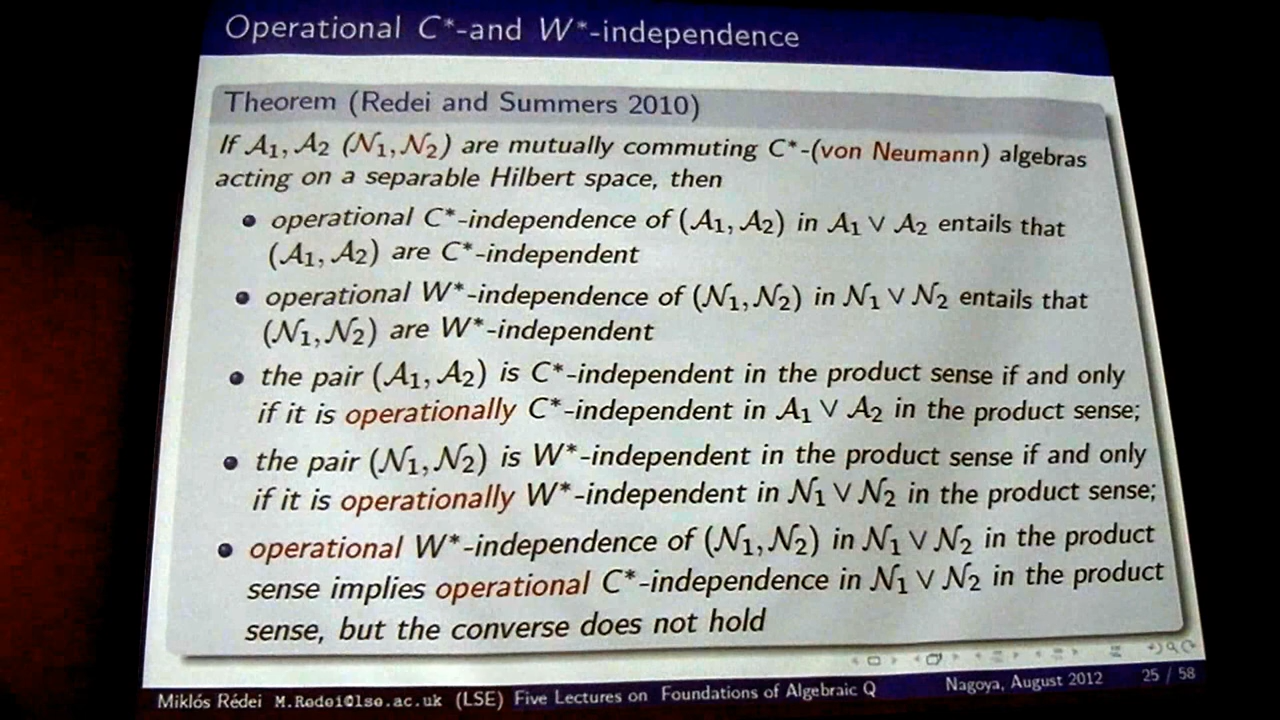 Operational C*-and W*-independence
Theorem (Redei and Summers 2010)
If A₁, A₂ (N₁, N₂) are mutually commuting C*-(von Neumann) algebras
acting on a separable Hilbert space, then
• operational C*-independence of (A₁, A₂) in A₁ ∨ A₂ entails that
(A₁, A₂) are C*-independent
• operational W*-independence of (N₁, N₂) in N₁ ∨ N₂ entails that
(N₁, N₂) are W*-independent
• the pair (A₁, A₂) is C*-independent in the product sense if and only
if it is operationally C*-independent in A₁ ∨ A₂ in the product sense;
• the pair (N₁, N₂) is W*-independent in the product sense if and only
if it is operationally W*-independent in N₁ ∨ N₂ in the product sense;
• operational W*-independence of (N₁, N₂) in N₁ ∨ N₂ in the product
sense implies operational C*-independence in N₁ ∨ N₂ in the product
sense, but the converse does not hold
Miklós Rédei M.Redei@lse.ac.uk (LSE) Five Lectures on Foundations of Algebraic Q Nagoya, August 2012 25 / 58